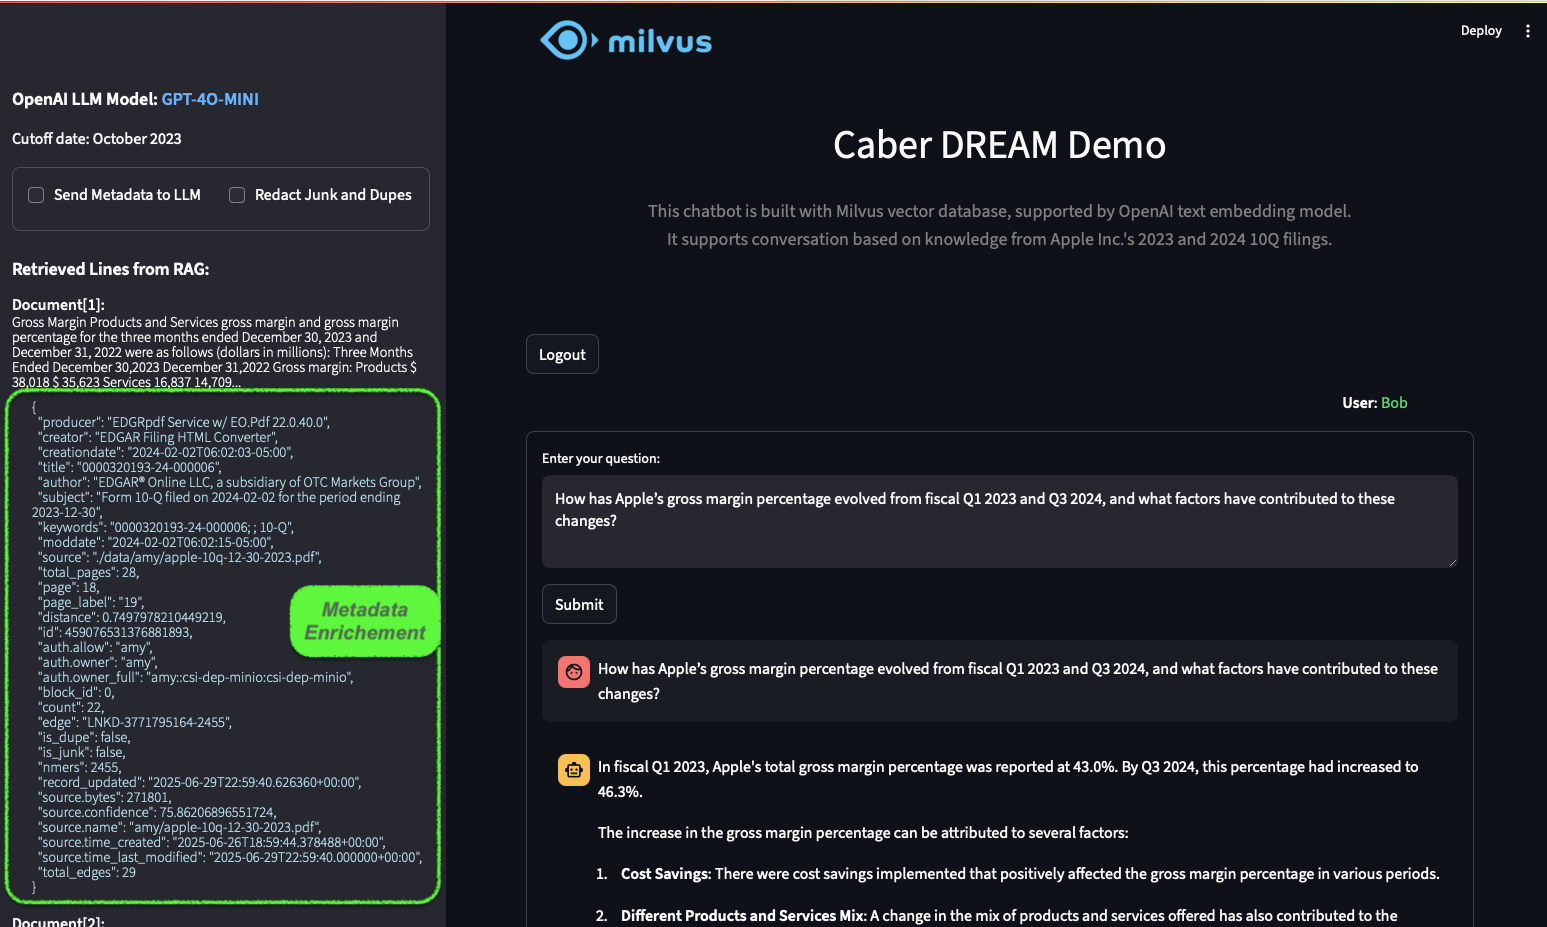 milvus
Deploy
OpenAI LLM Model: GPT-4O-MINI
Cutoff date: October 2023
Send Metadata to LLM
Redact Junk and Dupes
Retrieved Lines from RAG:
Document[1]:
Gross Margin Products and Services gross margin and gross margin
percentage for the three months ended December 30, 2023 and
December 31, 2022 were as follows (dollars in millions): Three Months
Ended December 30,2023 December 31,2022 Gross margin: Products $
38,018 $ 35,623 Services 16,837 14,709...
{
"producer": "EDGRpdf Service w/ EO.Pdf 22.0.40.0",
"creator": "EDGAR Filing HTML Converter",
"creationdate": "2024-02-02T06:02:03-05:00",
"title": "0000320193-24-000006",
"author": "EDGAR® Online LLC, a subsidiary of OTC Markets Group",
"subject": "Form 10-Q filed on 2024-02-02 for the period ending
2023-12-30",
"keywords": "0000320193-24-000006; ; 10-Q",
"moddate": "2024-02-02T06:02:15-05:00",
"source": "./data/amy/apple-10q-12-30-2023.pdf",
"total_pages": 28,
"page": 18,
"page_label": "19",
"distance": 0.7497978210449219,
"id": 459076531376881893,
"auth.allow": "amy",
"auth.owner": "amy",
"auth.owner_full": "amy::csi-dep-minio:csi-dep-minio",
"block_id": 0,
"count": 22,
"edge": "LNKD-3771795164-2455",
"is_dupe": false,
"is_junk": false,
"nmers": 2455,
"record_updated": "2025-06-29T22:59:40.626360+00:00",
"source.bytes": 271801,
"source.confidence": 75.86206896551724,
"source.name": "amy/apple-10q-12-30-2023.pdf",
"source.time_created": "2025-06-26T18:59:44.378488+00:00",
"source.time_last_modified": "2025-06-29T22:59:40.000000+00:00",
"total_edges": 29
}
Metadada
Enrichement
Document[2]:
Caber DREAM Demo
This chatbot is built with Milvus vector database, supported by OpenAI text embedding model.
It supports conversation based on knowledge from Apple Inc.'s 2023 and 2024 10Q filings.
Logout
User: Bob
Enter your question:
How has Apple’s gross margin percentage evolved from fiscal Q1 2023 and Q3 2024, and what factors have contributed to these
changes?
Submit
How has Apple’s gross margin percentage evolved from fiscal Q1 2023 and Q3 2024, and what factors have contributed to these
changes?
In fiscal Q1 2023, Apple's total gross margin percentage was reported at 43.0%. By Q3 2024, this percentage had increased to
46.3%.
The increase in the gross margin percentage can be attributed to several factors:
1. Cost Savings: There were cost savings implemented that positively affected the gross margin percentage in various periods.
2. Different Products and Services Mix: A change in the mix of products and services offered has also contributed to the